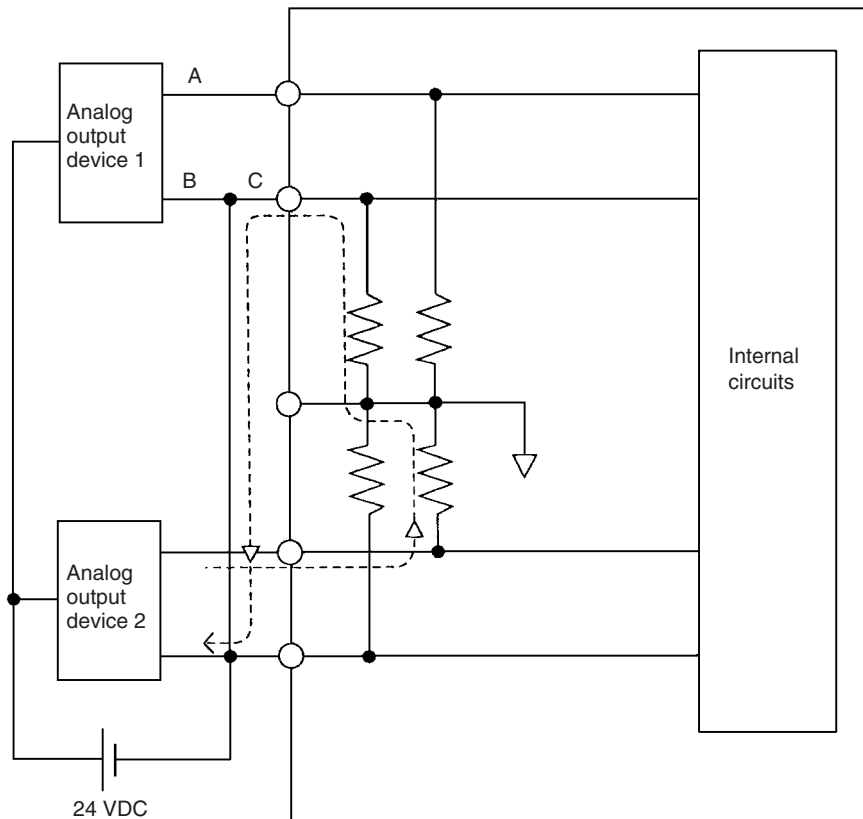 A
Analog
output
device 1
B
C
Internal
circuits
Analog
output
device 2
24 VDC